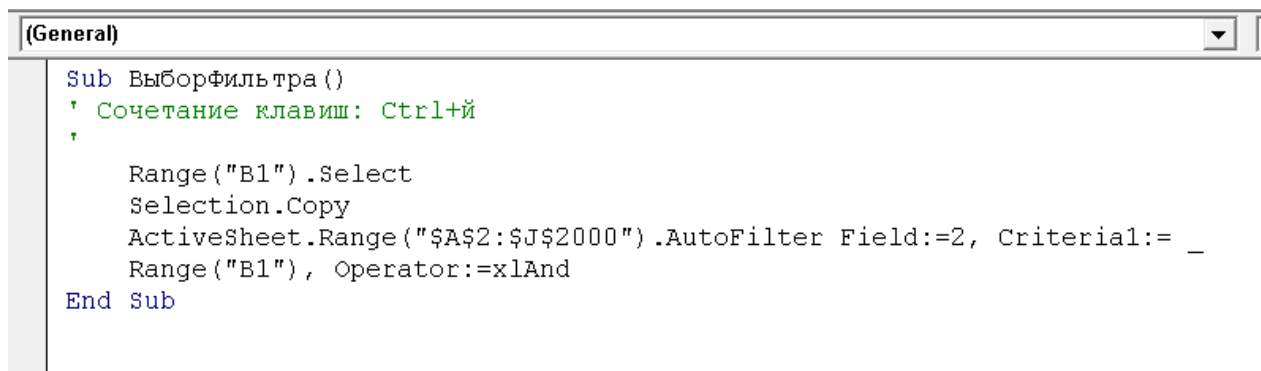 (General)
Sub ВыборФильтра()
' Сочетание клавиш: Ctrl+й
'
Range("B1").Select
Selection.Copy
ActiveSheet.Range("$A$2:$J$2000").AutoFilter Field:=2, Criteria1:= _
Range("B1"), Operator:=xlAnd
End Sub